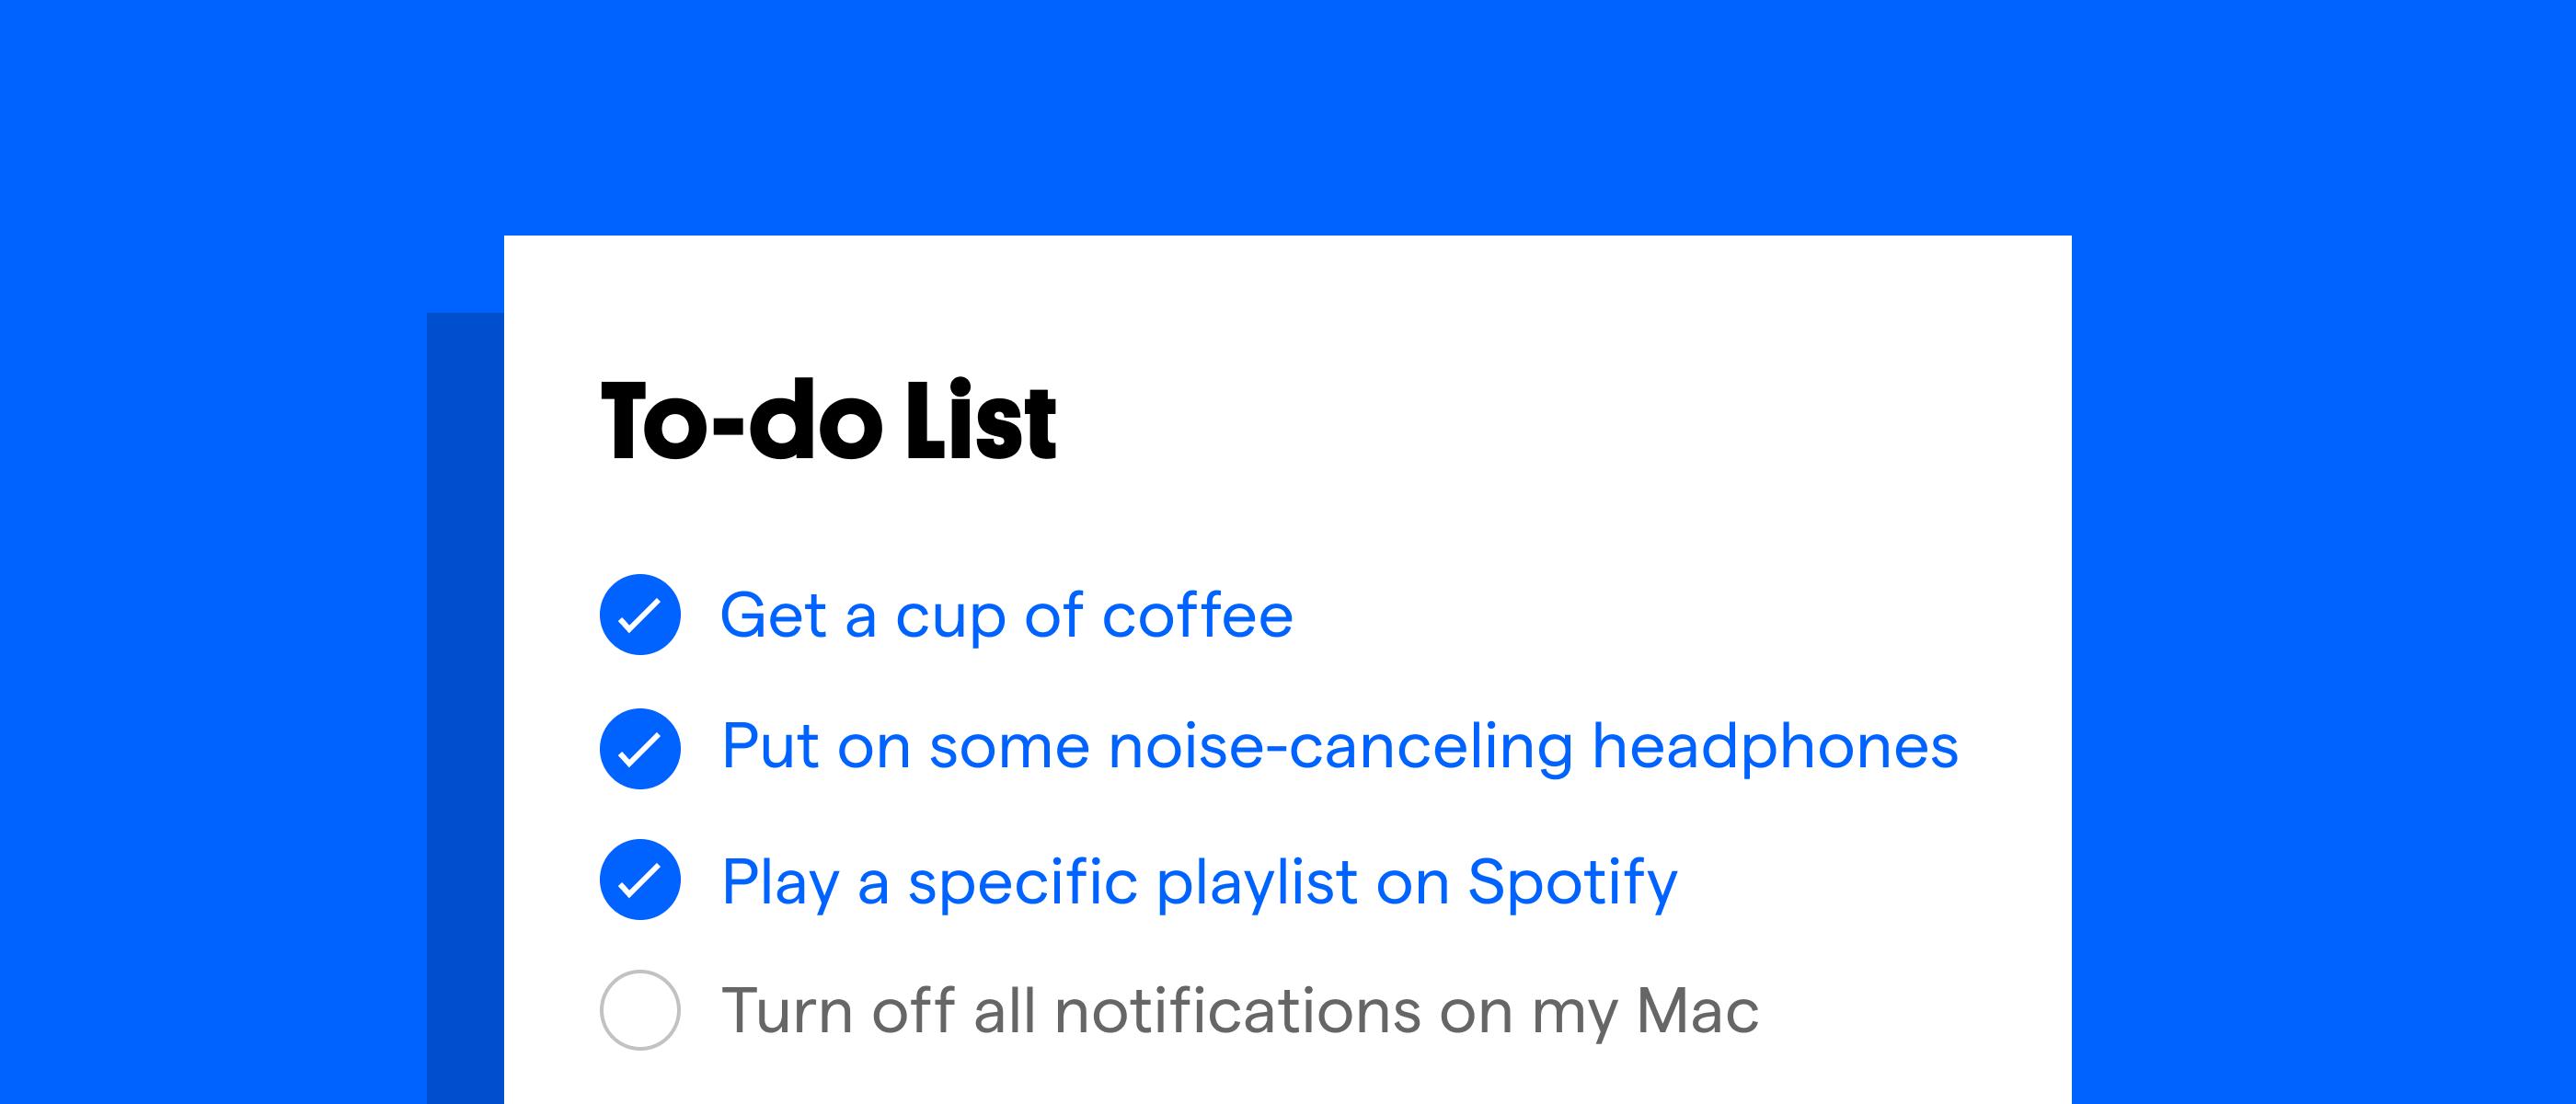 To-do List
Get a cup of coffee
Put on some noise-canceling headphones
Play a specific playlist on Spotify
Turn off all notifications on my Mac